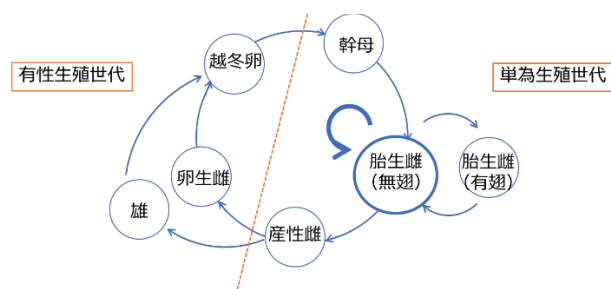 有性生殖世代
越冬卵
幹母
単為生殖世代
胎生雌
(無翅)
胎生雌
(有翅)
卵生雌
雄
産性雌